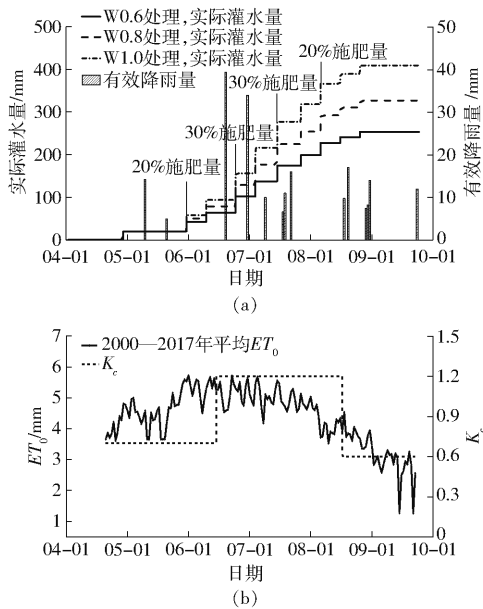 W0.6处理,实际灌水量
W0.8处理,实际灌水量
W1.0处理,实际灌水量
有效降雨量
20%施肥量
30%施肥量
30%施肥量
20%施肥量
实际灌水量/mm
500
400
300
200
100
0
有效降雨量/mm
50
40
30
20
10
0
04-01 05-01 06-01 07-01 08-01 09-01 10-01
日期
(a)
2000—2017年平均ET₀
K_c
ET₀/mm
7
6
5
4
3
2
1
K_c
1.5
1.2
0.9
0.6
0.3
0
04-01 05-01 06-01 07-01 08-01 09-01 10-01
日期
(b)